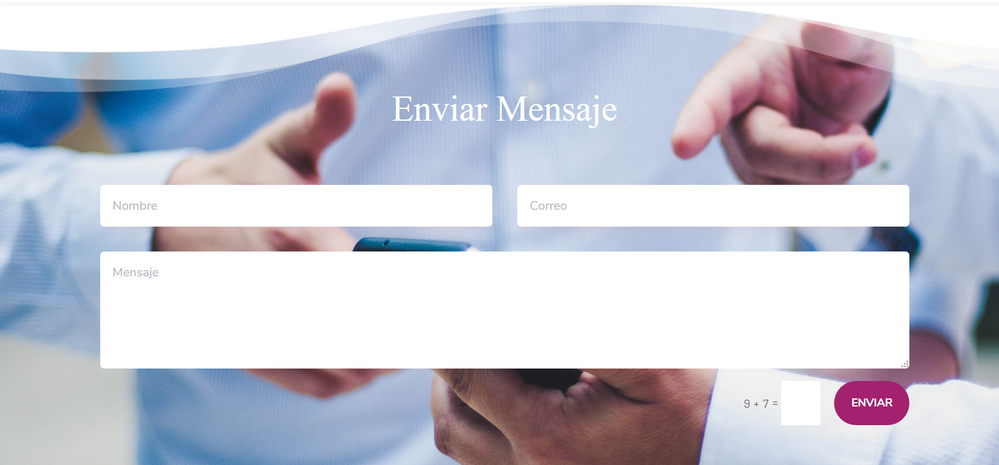 Enviar Mensaje
Nombre
Correo
Mensaje
9 + 7 =
ENVIAR